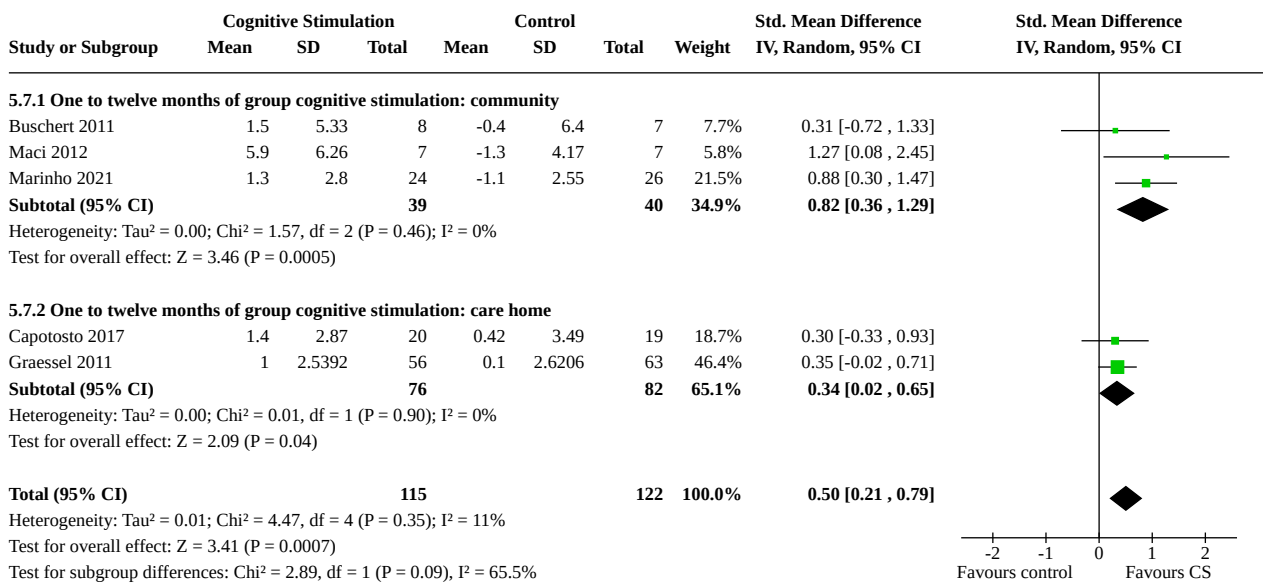 Cognitive Stimulation Control Std. Mean Difference Std. Mean Difference
Study or Subgroup Mean SD Total Mean SD Total Weight IV, Random, 95% CI IV, Random, 95% CI
5.7.1 One to twelve months of group cognitive stimulation: community
Buschert 2011 1.5 5.33 8 -0.4 6.4 7 7.7% 0.31 [-0.72 , 1.33]
Maci 2012 5.9 6.26 7 -1.3 4.17 7 5.8% 1.27 [0.08 , 2.45]
Marinho 2021 1.3 2.8 24 -1.1 2.55 26 21.5% 0.88 [0.30 , 1.47]
Subtotal (95% CI) 39 40 34.9% 0.82 [0.36 , 1.29]
Heterogeneity: Tau² = 0.00; Chi² = 1.57, df = 2 (P = 0.46); I² = 0%
Test for overall effect: Z = 3.46 (P = 0.0005)
5.7.2 One to twelve months of group cognitive stimulation: care home
Capotosto 2017 1.4 2.87 20 0.42 3.49 19 18.7% 0.30 [-0.33 , 0.93]
Graessel 2011 1 2.5392 56 0.1 2.6206 63 46.4% 0.35 [-0.02 , 0.71]
Subtotal (95% CI) 76 82 65.1% 0.34 [0.02 , 0.65]
Heterogeneity: Tau² = 0.00; Chi² = 0.01, df = 1 (P = 0.90); I² = 0%
Test for overall effect: Z = 2.09 (P = 0.04)
Total (95% CI) 115 122 100.0% 0.50 [0.21 , 0.79]
Heterogeneity: Tau² = 0.01; Chi² = 4.47, df = 4 (P = 0.35); I² = 11%
Test for overall effect: Z = 3.41 (P = 0.0007)
Test for subgroup differences: Chi² = 2.89, df = 1 (P = 0.09), I² = 65.5%
-2 -1 0 1 2
Favours control Favours CS